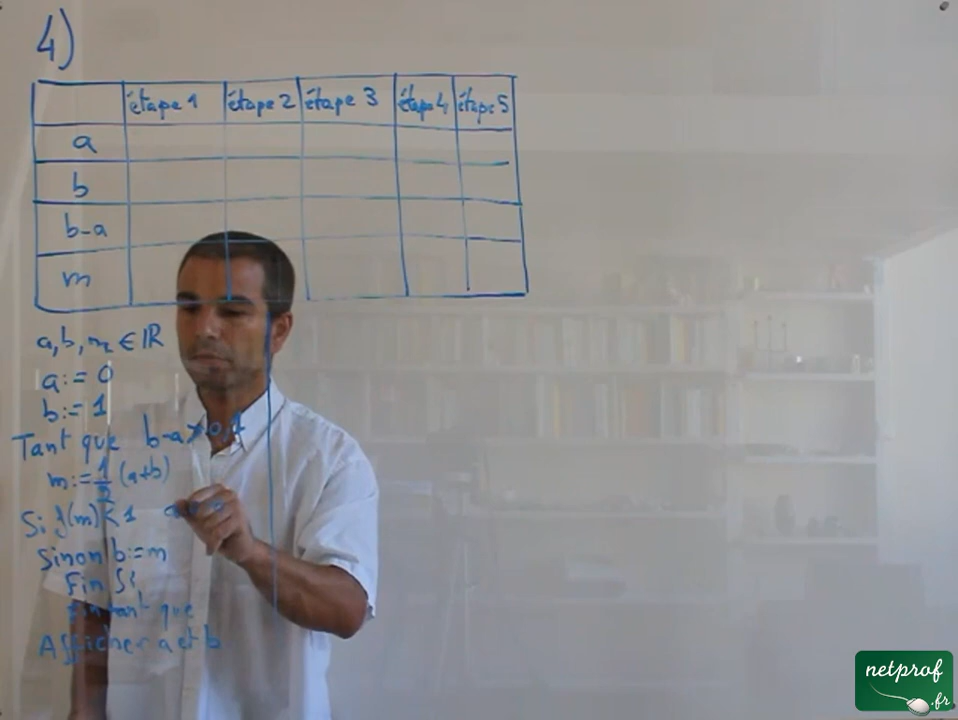 4)
étape 1 étape 2 étape 3 étape 4 étape 5
a
b
b-a
m
a, b, m ∈ ℝ
a := 0
b := 1
Tant que b-a > 0,1
m := 1/2 (a+b)
Si f(m) < 1 a
Sinon b := m
Fin Si
Fin tant que
Afficher a et b
netprof
.fr